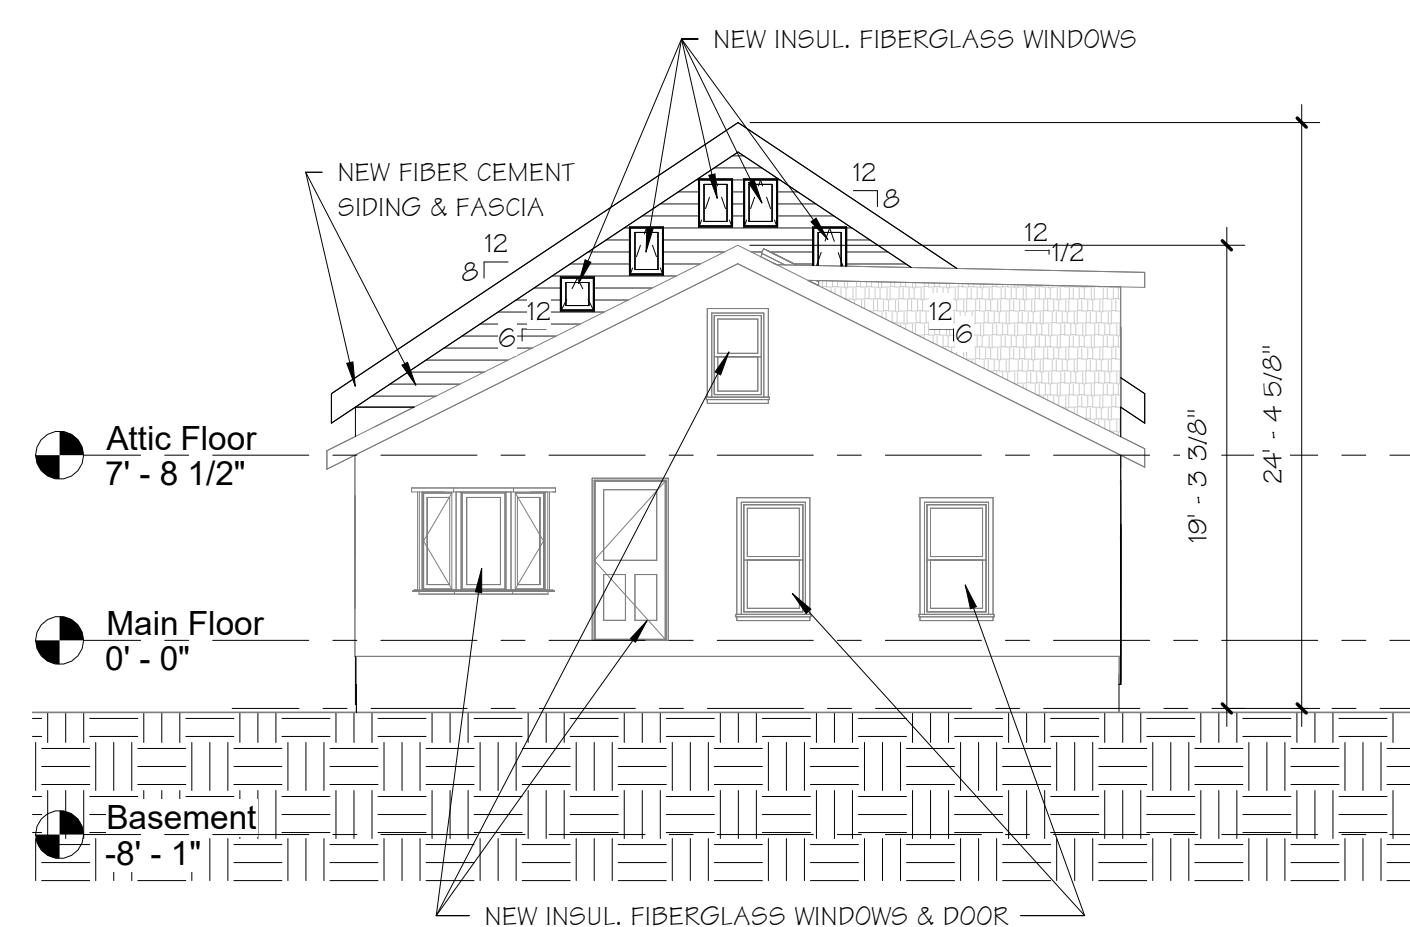 NEW INSUL. FIBERGLASS WINDOWS
NEW FIBER CEMENT
SIDING & FASCIA
12
8
12
8
12
1/2
12
6
12
6
24' - 4 5/8"
19' - 3 3/8"
Attic Floor
7' - 8 1/2"
Main Floor
0' - 0"
Basement
-8' - 1"
NEW INSUL. FIBERGLASS WINDOWS & DOOR